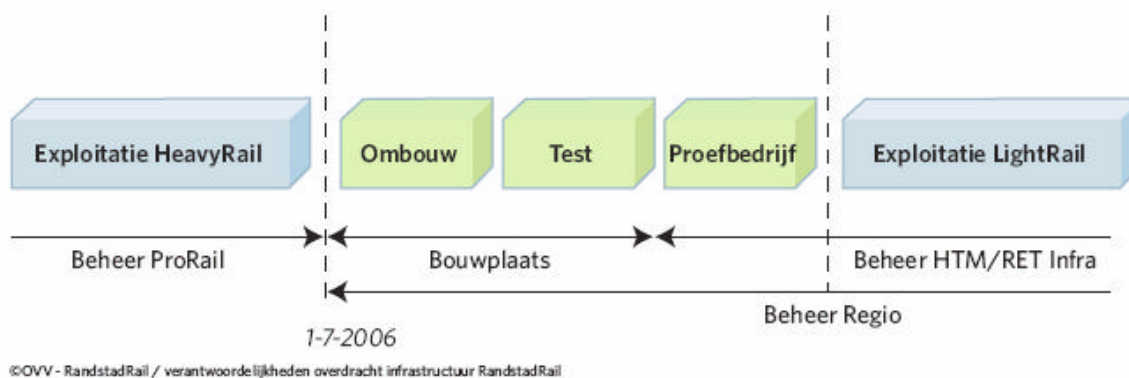 Exploitatie HeavyRail
Ombouw
Test
Proefbedrijf
Exploitatie LightRail
Beheer ProRail
Bouwplaats
Beheer HTM/RET Infra
Beheer Regio
1-7-2006
©OVV - RandstadRail / verantwoordelijkheden overdracht infrastructuur RandstadRail